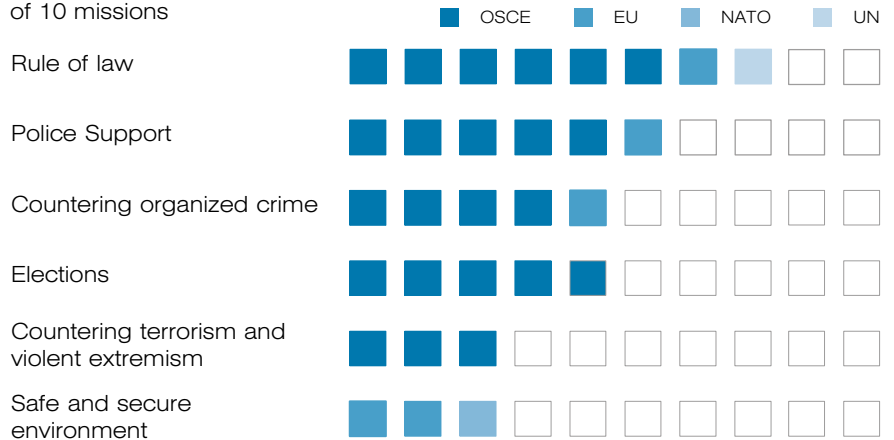 of 10 missions
OSCE EU NATO UN
Rule of law
Police Support
Countering organized crime
Elections
Countering terrorism and
violent extremism
Safe and secure
environment